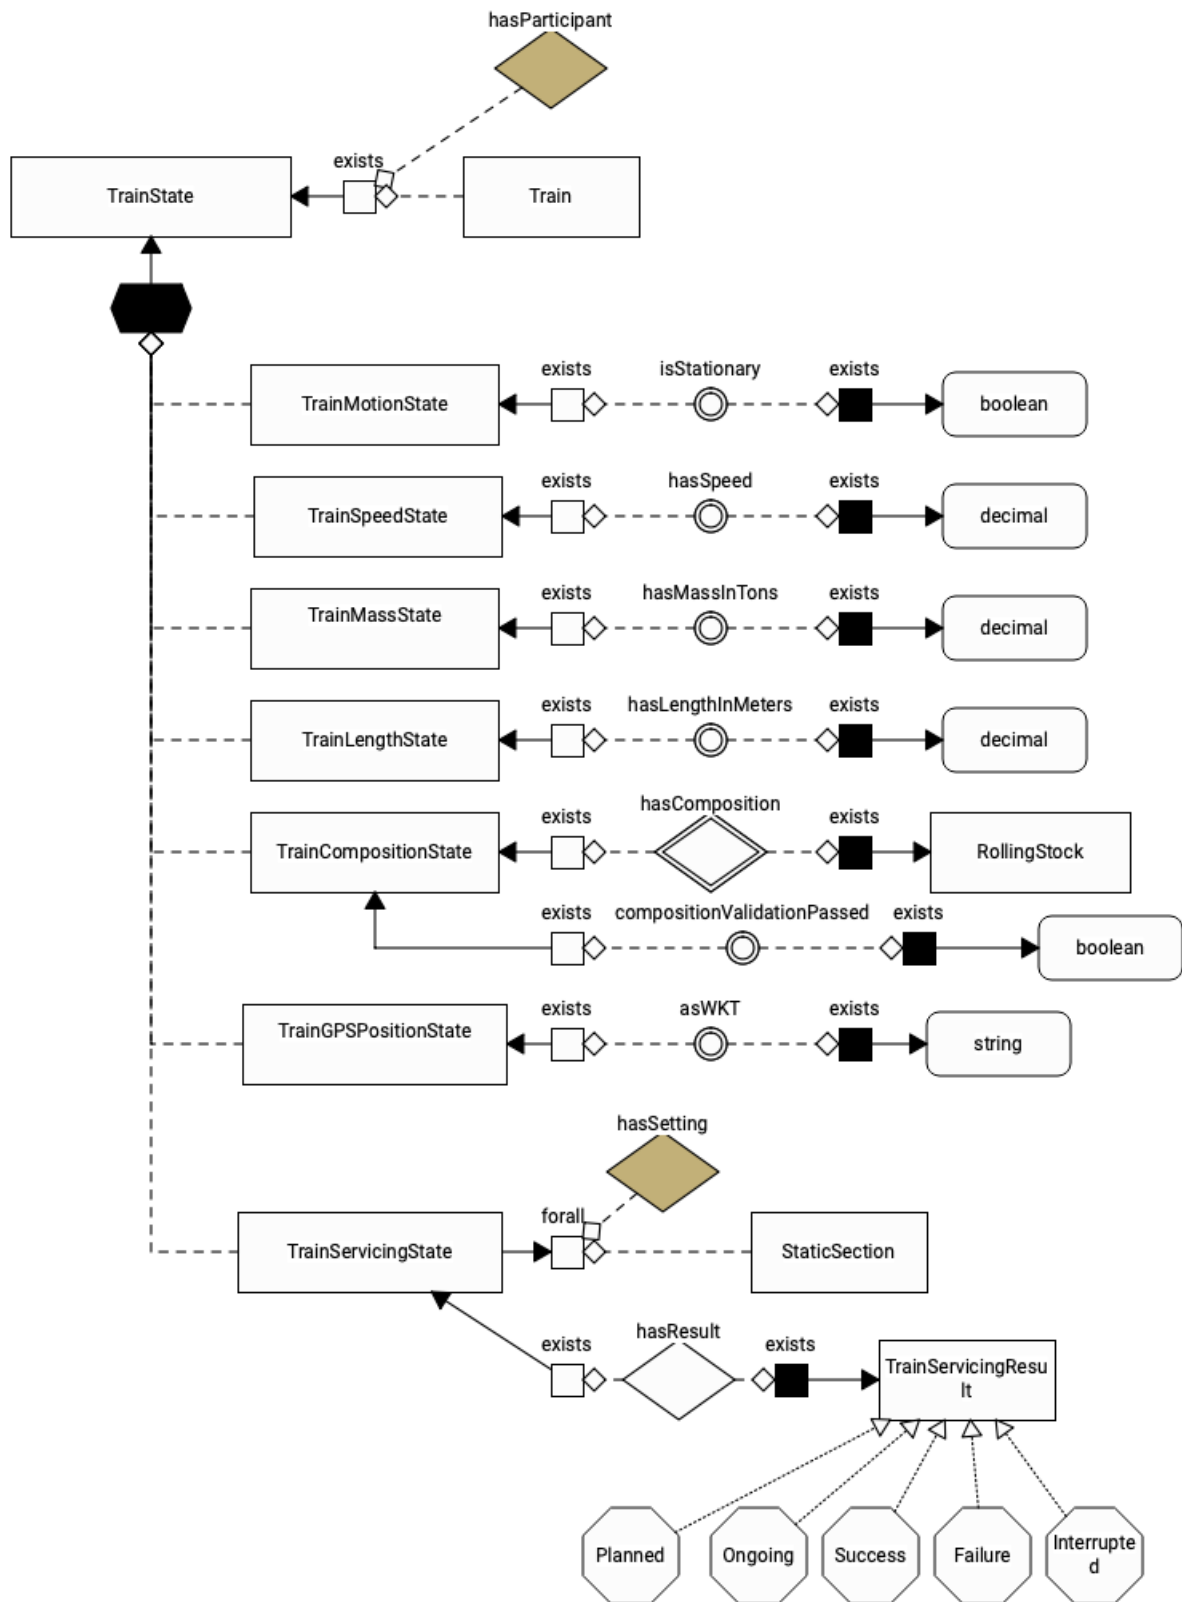 hasParticipant
exists
TrainState
Train
exists
isStationary
exists
TrainMotionState
boolean
exists
hasSpeed
exists
TrainSpeedState
decimal
exists
hasMassInTons
exists
TrainMassState
decimal
exists
hasLengthInMeters
exists
TrainLengthState
decimal
exists
hasComposition
exists
TrainCompositionState
RollingStock
exists
compositionValidationPassed
exists
boolean
exists
asWKT
exists
TrainGPSPositionState
string
hasSetting
forall
TrainServicingState
StaticSection
exists
hasResult
exists
TrainServicingResu
lt
Planned
Ongoing
Success
Failure
Interrupte
d